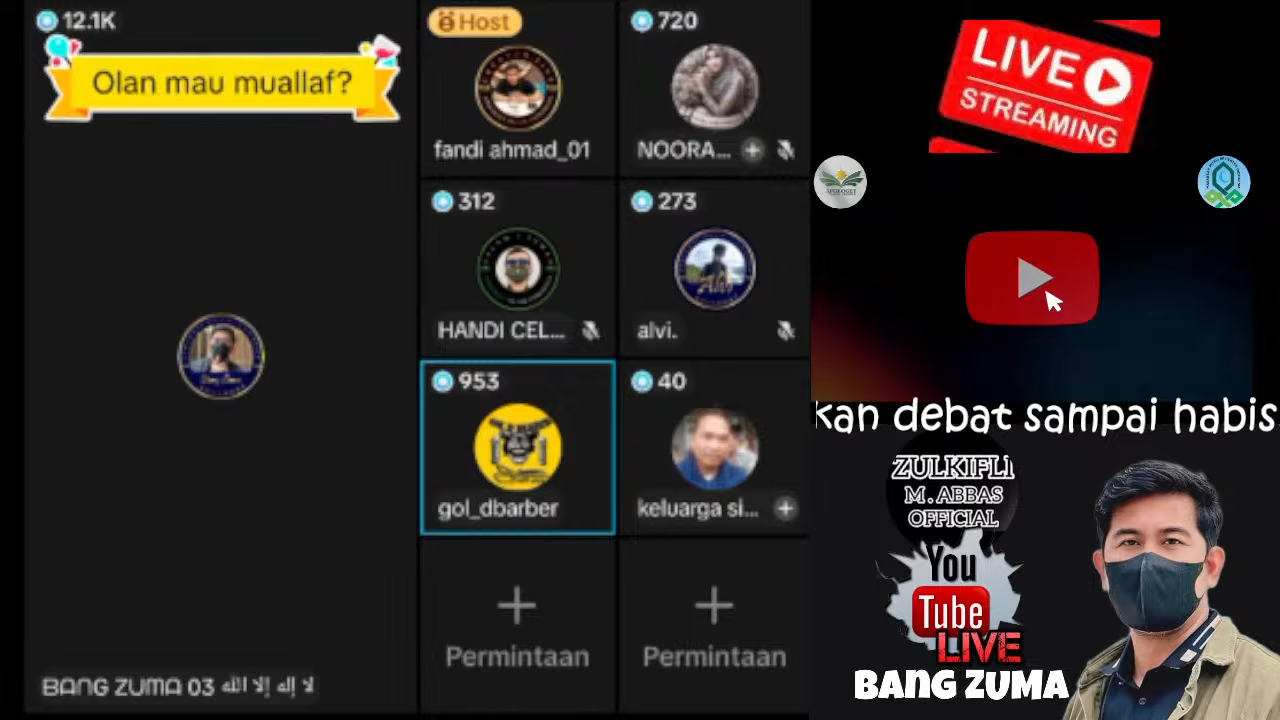 12.1K
Olan mau muallaf?
BANG ZUMA 03 لا إله إلا الله
Host
fandi ahmad_01
720
NOORA...
312
HANDI CEL...
273
alvi.
953
gol_dbarber
40
keluarga si...
Permintaan
Permintaan
LIVE
STREAMING
kan debat sampai habis
ZULKIFLI
M. ABBAS
OFFICIAL
You
Tube
LIVE
BANG ZUMA